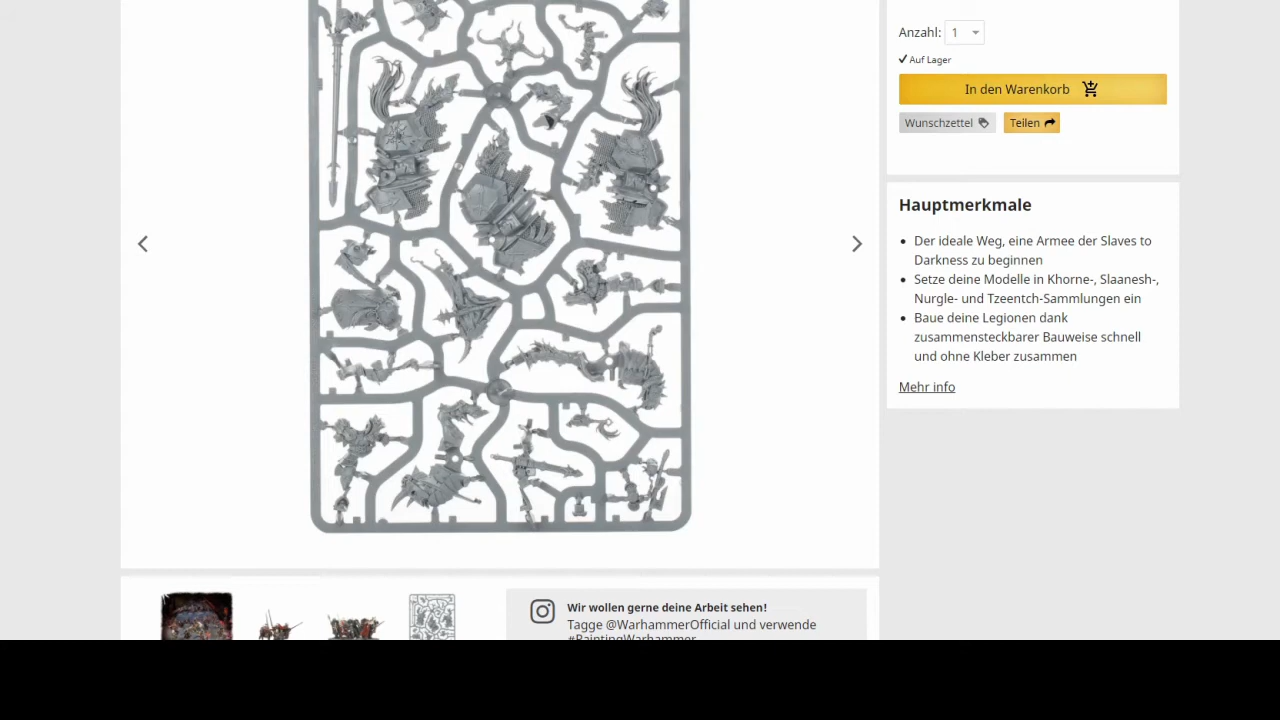 Anzahl: 1
Auf Lager
In den Warenkorb
Wunschzettel
Teilen
Hauptmerkmale
Der ideale Weg, eine Armee der Slaves to
Darkness zu beginnen
Setze deine Modelle in Khorne-, Slaanesh-,
Nurgle- und Tzeentch-Sammlungen ein
Baue deine Legionen dank
zusammensteckbarer Bauweise schnell
und ohne Kleber zusammen
Mehr info
Wir wollen gerne deine Arbeit sehen!
Tagge @WarhammerOfficial und verwende
#PaintingWarhammer